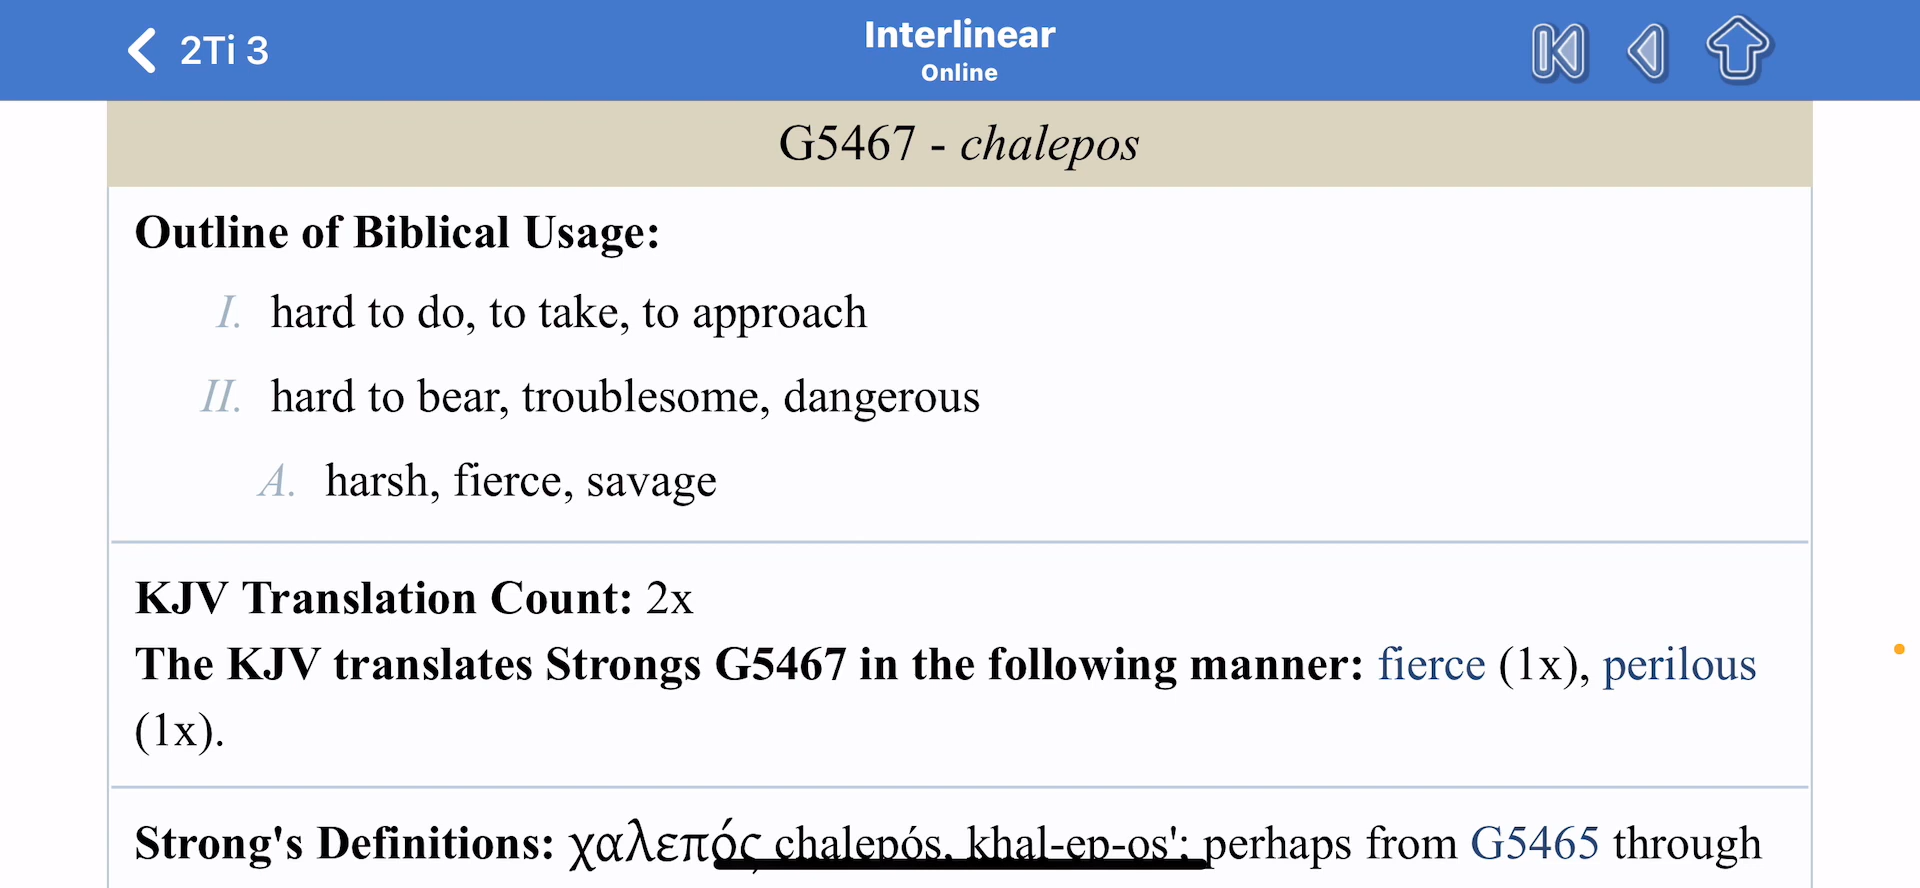 2Ti 3
Interlinear
Online
G5467 - chalepos
Outline of Biblical Usage:
I. hard to do, to take, to approach
II. hard to bear, troublesome, dangerous
A. harsh, fierce, savage
KJV Translation Count: 2x
The KJV translates Strongs G5467 in the following manner: fierce (1x), perilous
(1x).
Strong's Definitions: χαλεπός chalepós, khal-ep-os'; perhaps from G5465 through